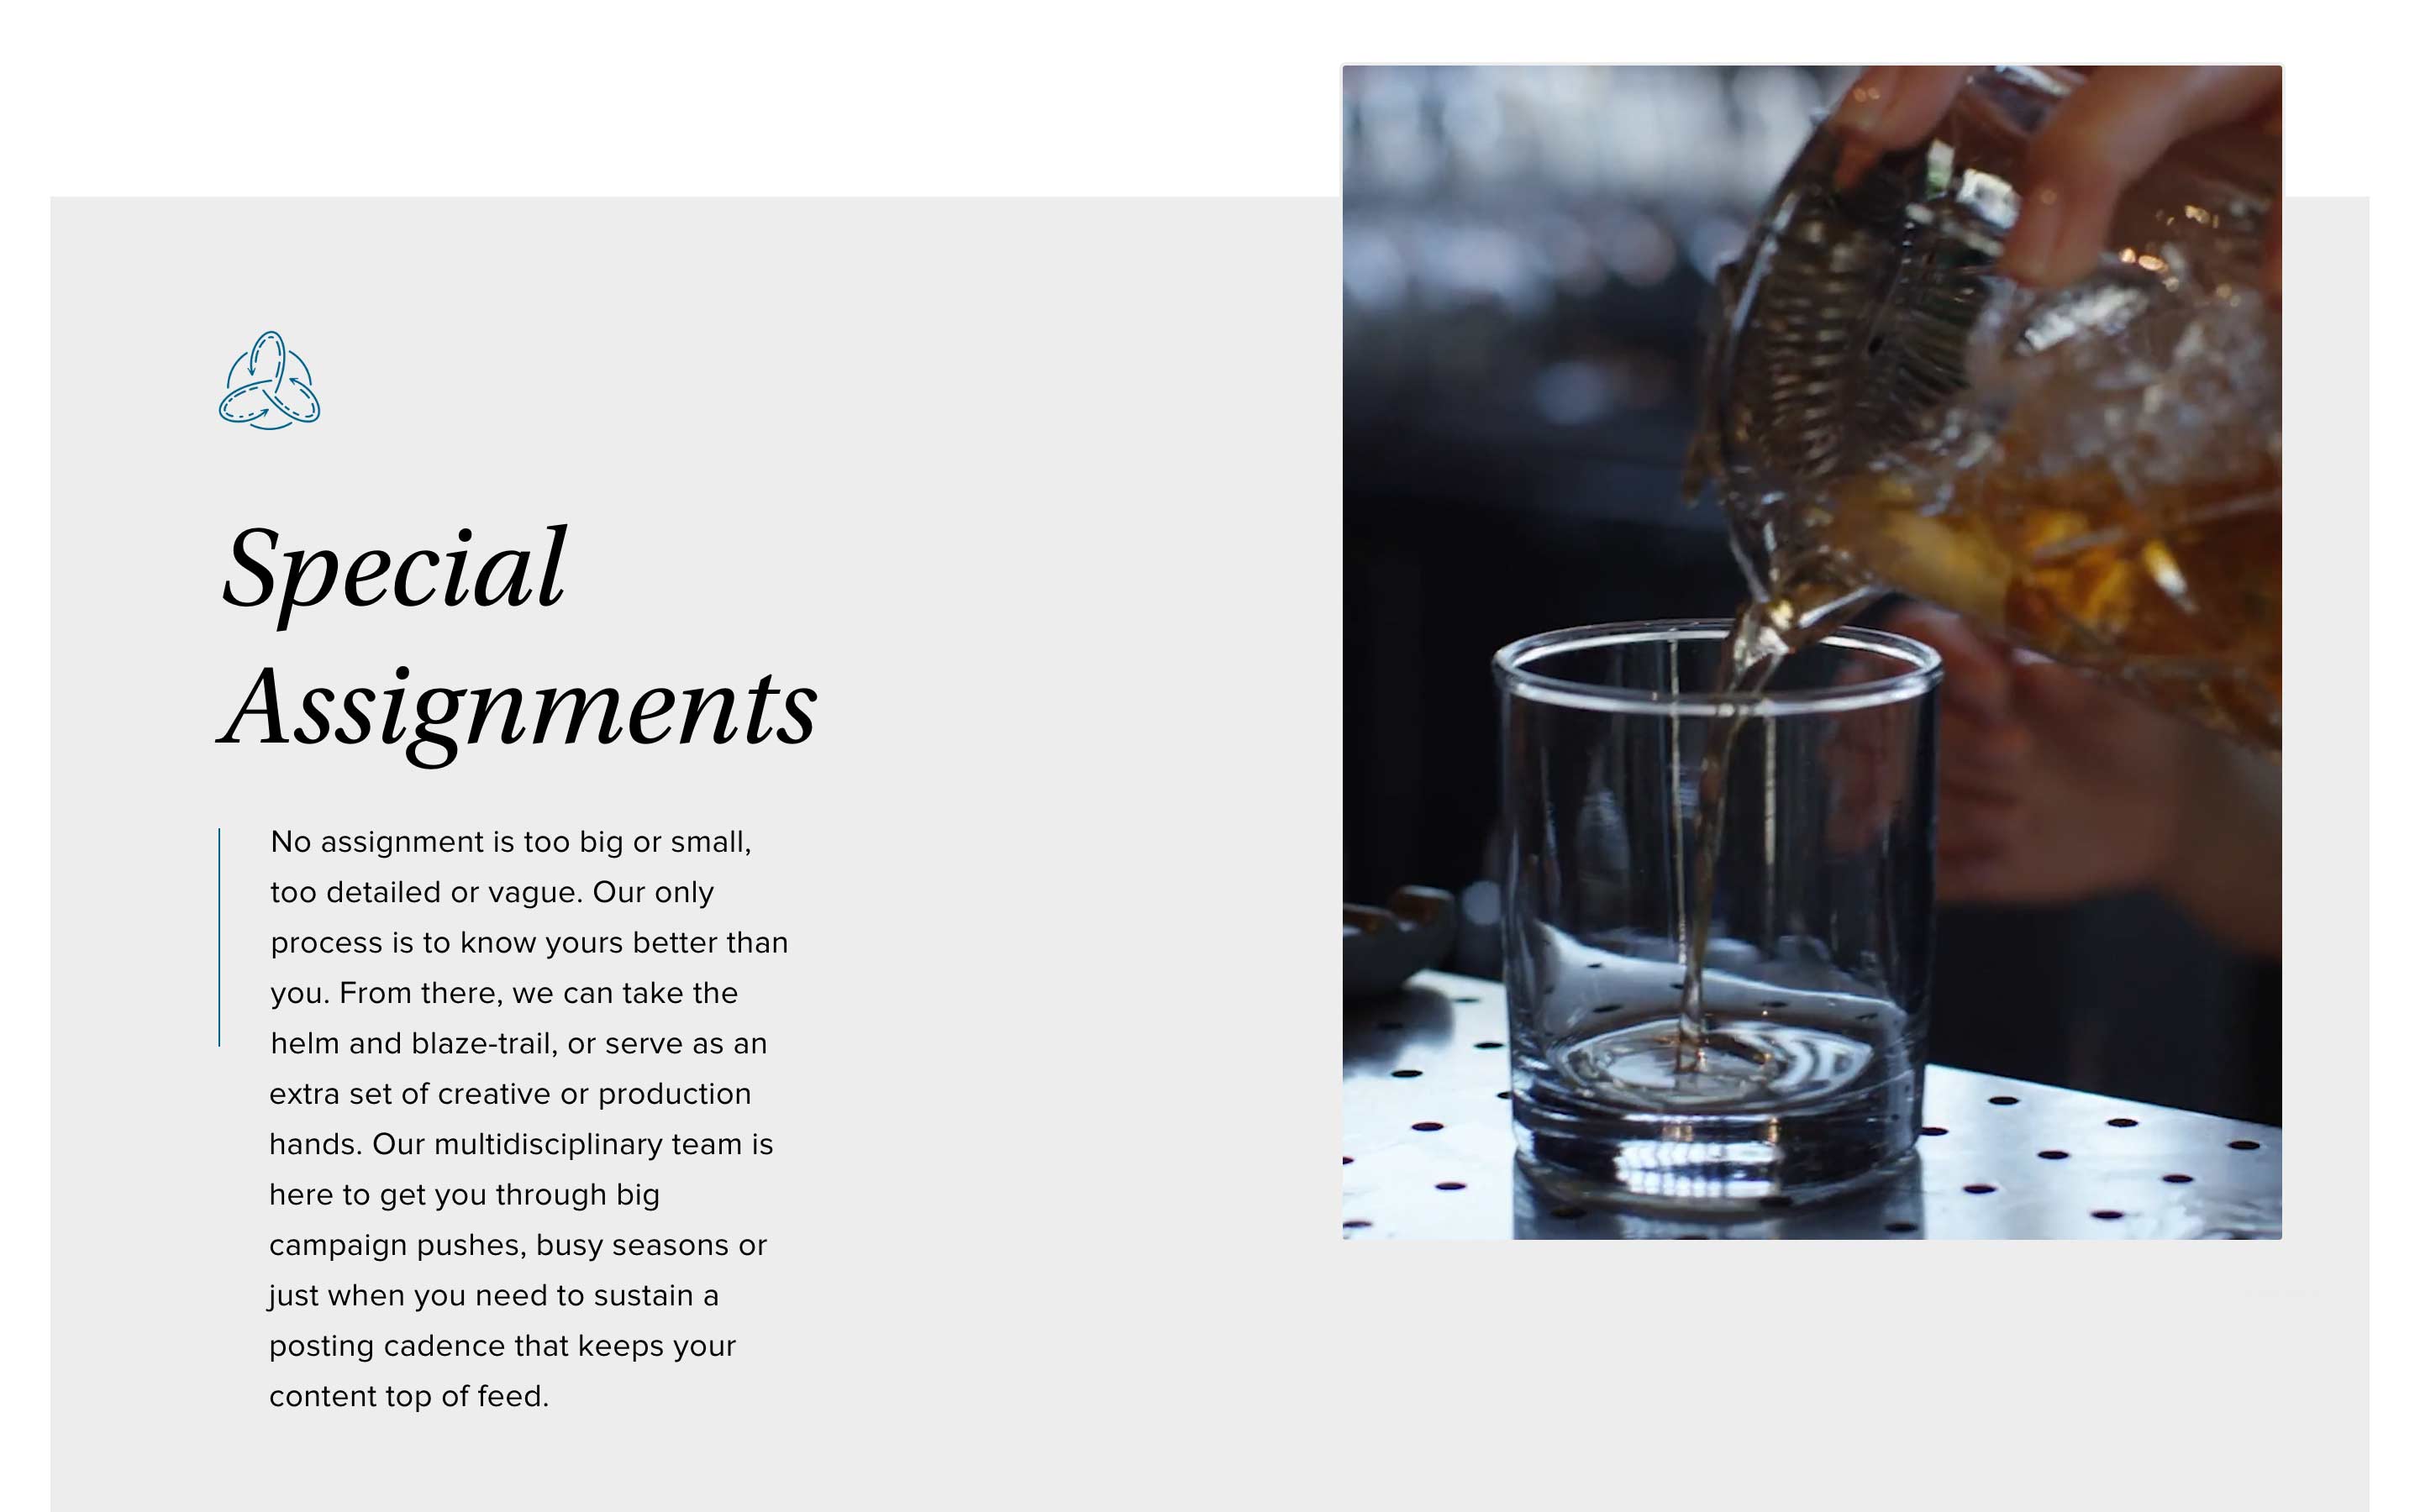 Special
Assignments
No assignment is too big or small,
too detailed or vague. Our only
process is to know yours better than
you. From there, we can take the
helm and blaze-trail, or serve as an
extra set of creative or production
hands. Our multidisciplinary team is
here to get you through big
campaign pushes, busy seasons or
just when you need to sustain a
posting cadence that keeps your
content top of feed.